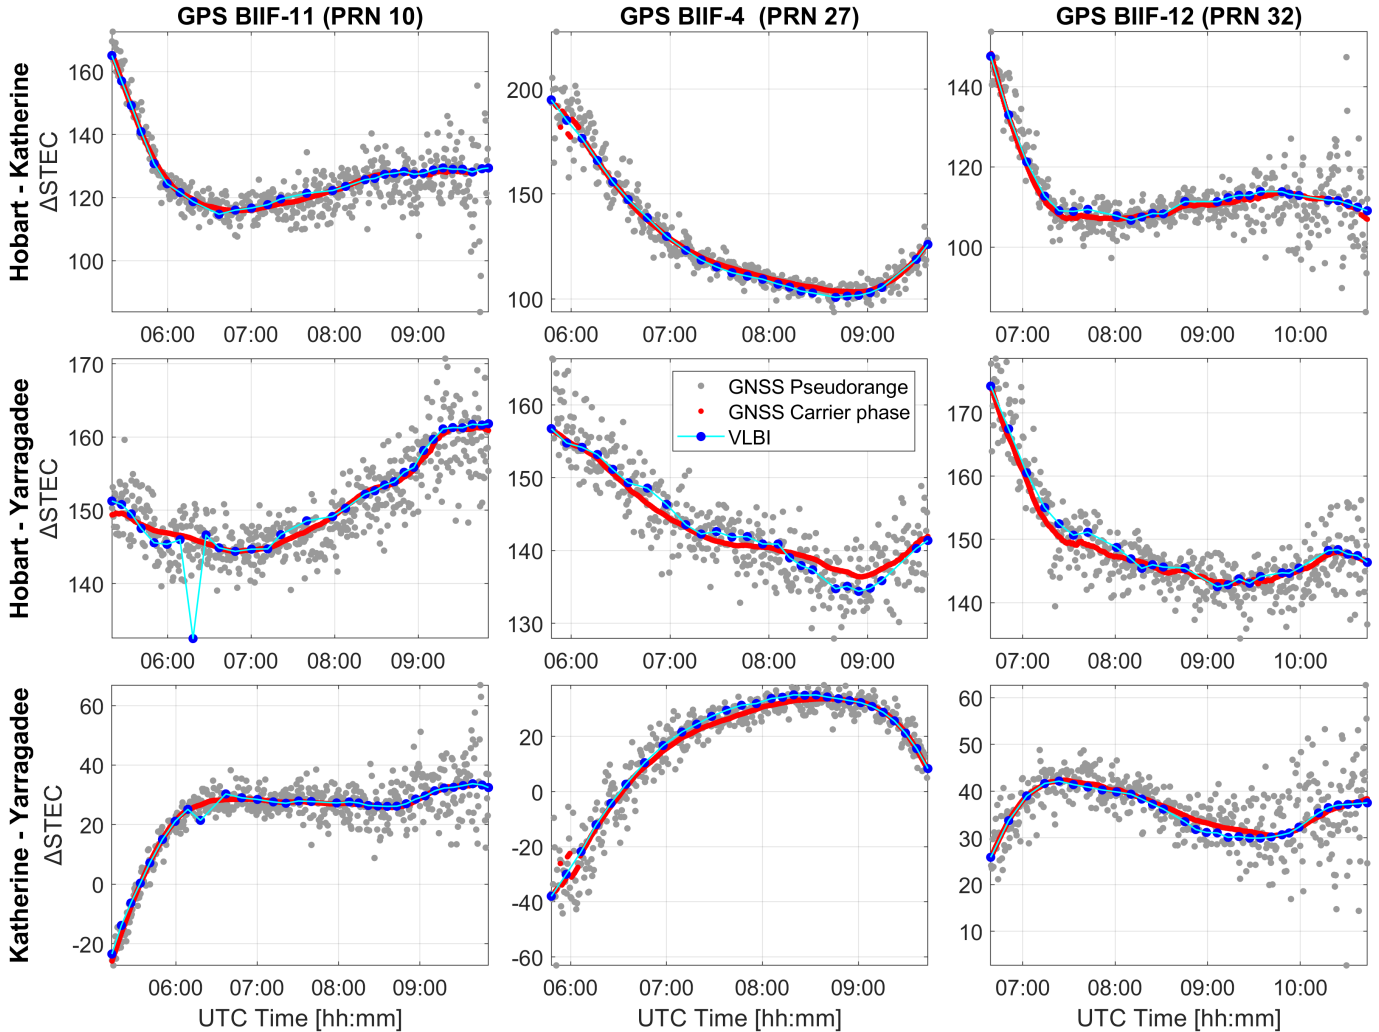 GPS BIIF-11 (PRN 10)
GPS BIIF-4 (PRN 27)
GPS BIIF-12 (PRN 32)
Hobart - Katherine
ΔSTEC
160
140
120
100
06:00 07:00 08:00 09:00
200
150
100
06:00 07:00 08:00 09:00
140
120
100
07:00 08:00 09:00 10:00
Hobart - Yarragadee
ΔSTEC
170
160
150
140
06:00 07:00 08:00 09:00
160
150
140
130
GNSS Pseudorange
GNSS Carrier phase
VLBI
06:00 07:00 08:00 09:00
170
160
150
140
07:00 08:00 09:00 10:00
Katherine - Yarragadee
ΔSTEC
60
40
20
0
-20
06:00 07:00 08:00 09:00
UTC Time [hh:mm]
20
0
-20
-40
-60
06:00 07:00 08:00 09:00
UTC Time [hh:mm]
60
50
40
30
20
10
07:00 08:00 09:00 10:00
UTC Time [hh:mm]